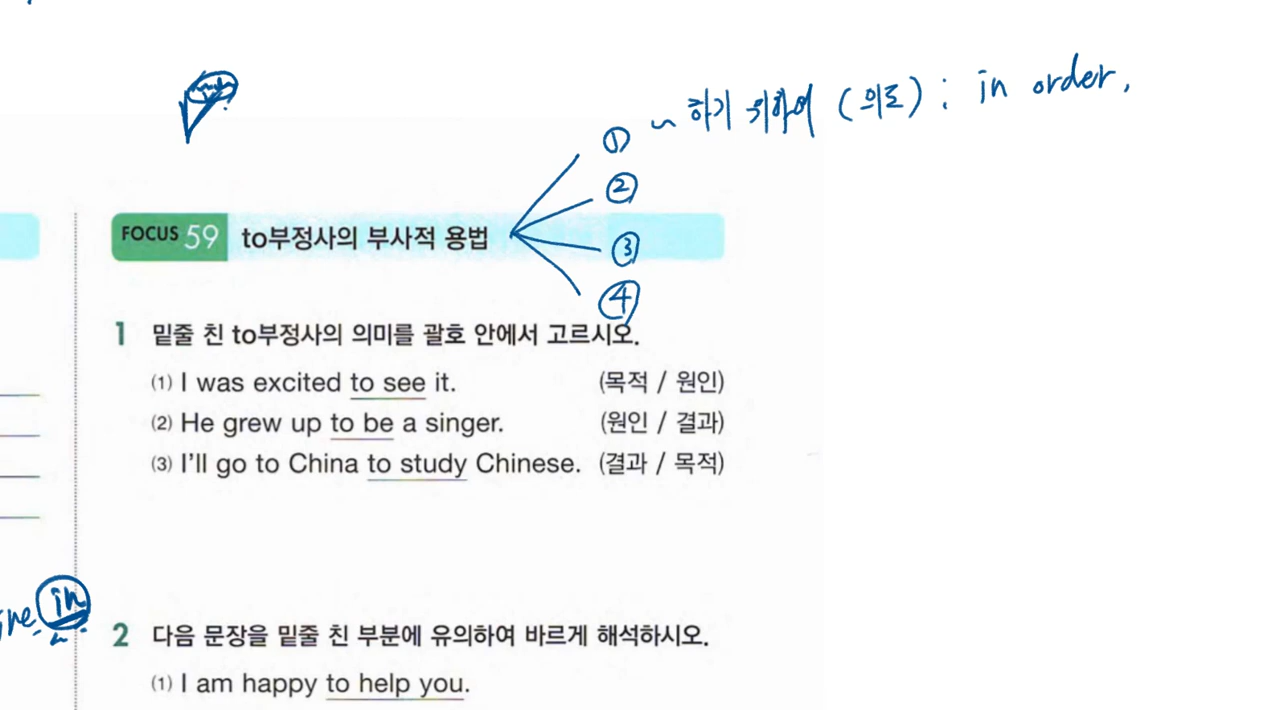 ① ~하기 위하여 (의도) : in order,
②
FOCUS 59 to부정사의 부사적 용법
③
④
1 밑줄 친 to부정사의 의미를 괄호 안에서 고르시오.
(1) I was excited to see it. (목적 / 원인)
(2) He grew up to be a singer. (원인 / 결과)
(3) I'll go to China to study Chinese. (결과 / 목적)
in
2 다음 문장을 밑줄 친 부분에 유의하여 바르게 해석하시오.
(1) I am happy to help you.